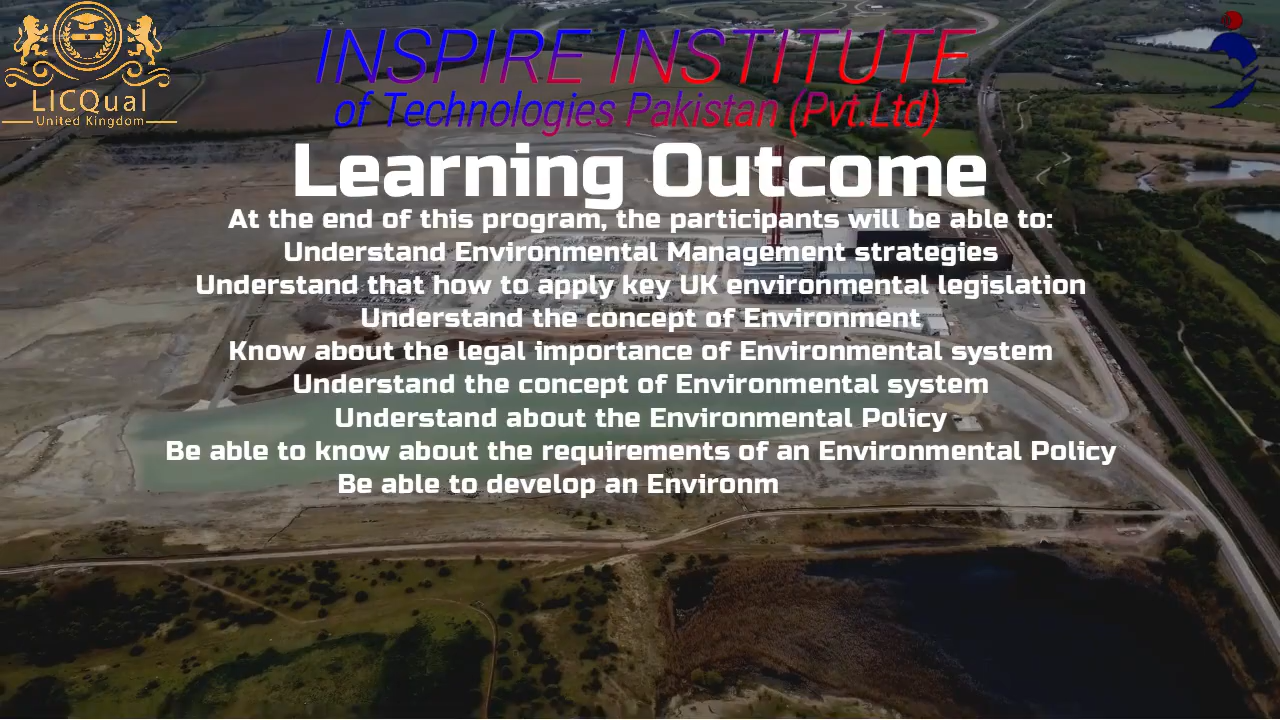 LICQual
United Kingdom
INSPIRE INSTITUTE
of Technologies Pakistan (Pvt.Ltd)
Learning Outcome
At the end of this program, the participants will be able to:
Understand Environmental Management strategies
Understand that how to apply key UK environmental legislation
Understand the concept of Environment
Know about the legal importance of Environmental system
Understand the concept of Environmental system
Understand about the Environmental Policy
Be able to know about the requirements of an Environmental Policy
Be able to develop an Environm